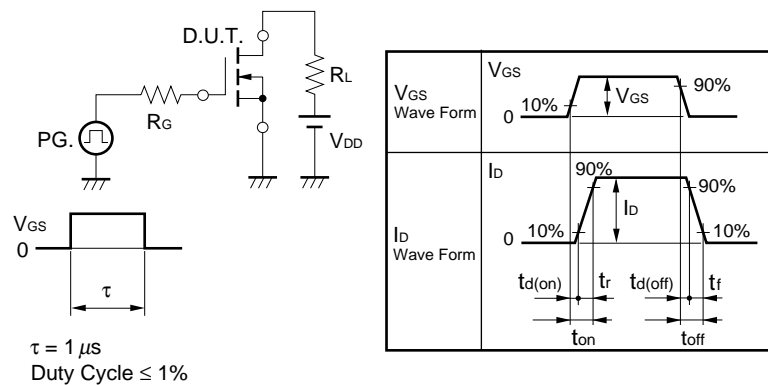 D.U.T.
RL
RG
PG.
VDD
VGS
0
τ
τ = 1 μs
Duty Cycle ≤ 1%
VGS
Wave Form
VGS
10%
0
VGS
90%
ID
Wave Form
ID
90%
90%
10%
0
ID
10%
td(on)
tr
td(off)
tf
ton
toff